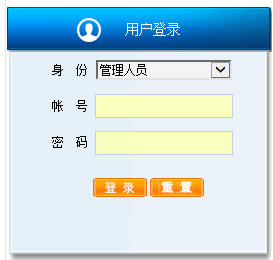 用户登录
身 份 管理人员
帐 号
密 码
登 录 重 置